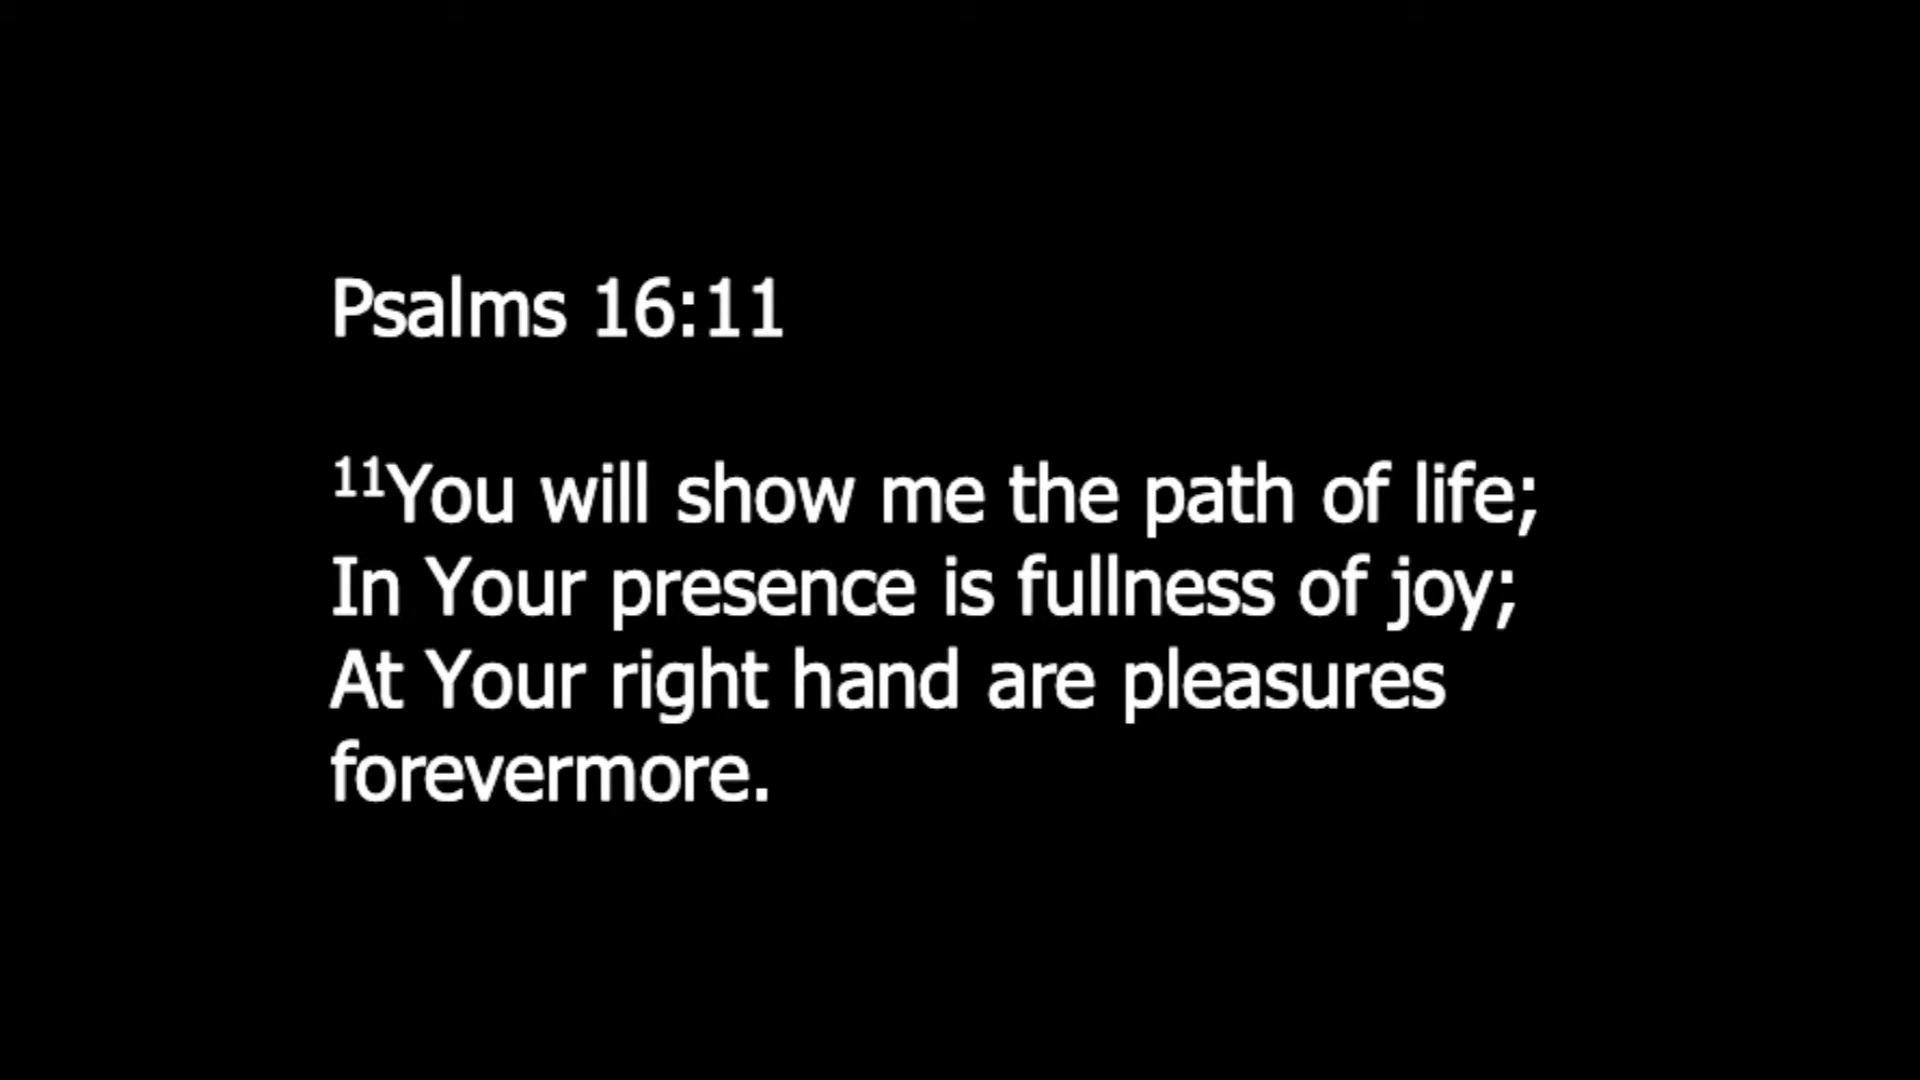 Psalms 16:11
¹¹You will show me the path of life;
In Your presence is fullness of joy;
At Your right hand are pleasures
forevermore.